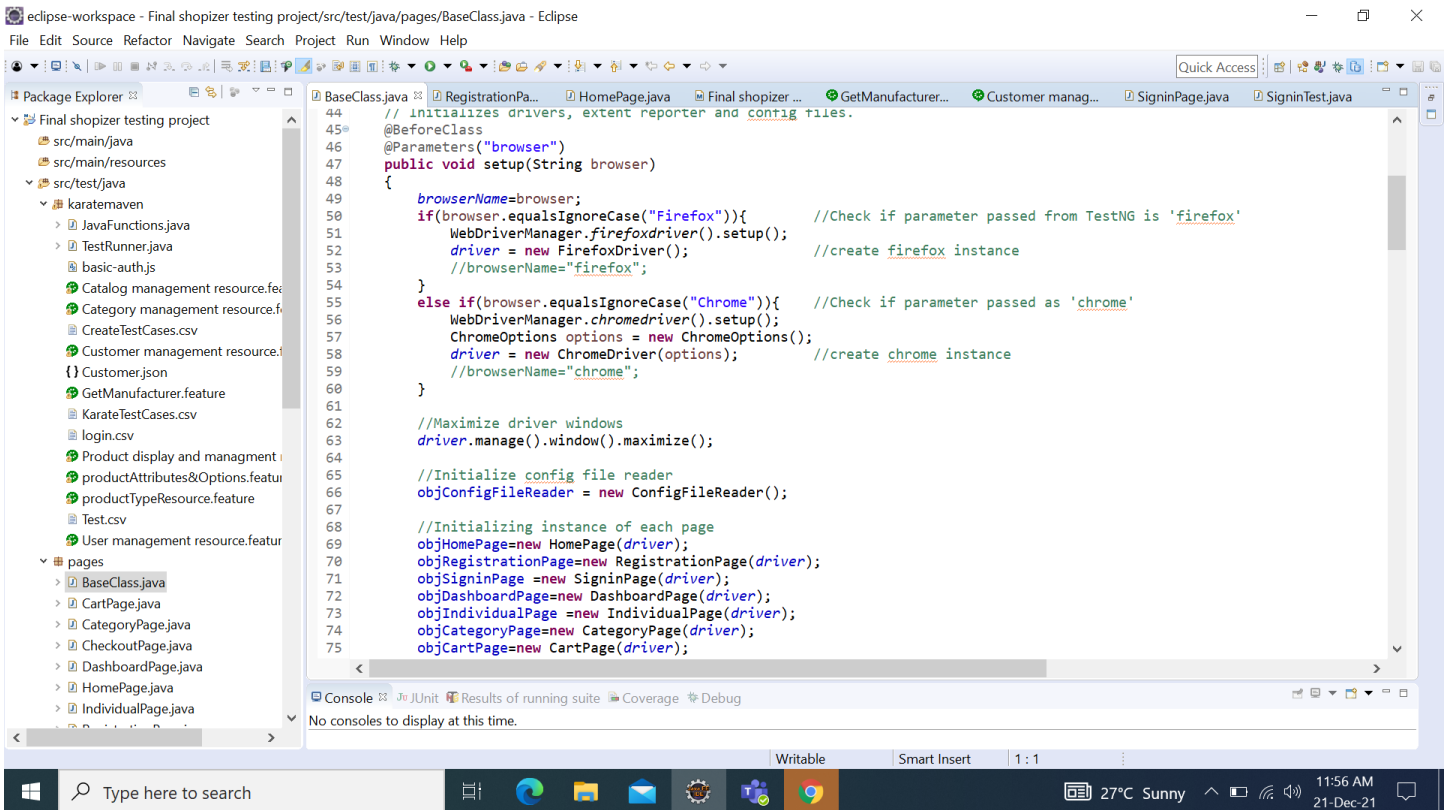 eclipse-workspace - Final shopizer testing project/src/test/java/pages/BaseClass.java - Eclipse
File Edit Source Refactor Navigate Search Project Run Window Help
Quick Access
Package Explorer
Final shopizer testing project
src/main/java
src/main/resources
src/test/java
karatemaven
JavaFunctions.java
TestRunner.java
basic-auth.js
Catalog management resource.fea
Category management resource.f
CreateTestCases.csv
Customer management resource.f
Customer.json
GetManufacturer.feature
KarateTestCases.csv
login.csv
Product display and managment
productAttributes&Options.featur
productTypeResource.feature
Test.csv
User management resource.featur
pages
BaseClass.java
CartPage.java
CategoryPage.java
CheckoutPage.java
DashboardPage.java
HomePage.java
IndividualPage.java
BaseClass.java RegistrationPa... HomePage.java Final shopizer ... GetManufacturer... Customer manag... SigninPage.java SigninTest.java
44 // Initializes drivers, extent reporter and config files.
45 @BeforeClass
46 @Parameters("browser")
47 public void setup(String browser)
48 {
49 browserName=browser;
50 if(browser.equalsIgnoreCase("Firefox")){ //Check if parameter passed from TestNG is 'firefox'
51 WebDriverManager.firefoxdriver().setup();
52 driver = new FirefoxDriver(); //create firefox instance
53 //browserName="firefox";
54 }
55 else if(browser.equalsIgnoreCase("Chrome")){ //Check if parameter passed as 'chrome'
56 WebDriverManager.chromedriver().setup();
57 ChromeOptions options = new ChromeOptions();
58 driver = new ChromeDriver(options); //create chrome instance
59 //browserName="chrome";
60 }
61
62 //Maximize driver windows
63 driver.manage().window().maximize();
64
65 //Initialize config file reader
66 objConfigFileReader = new ConfigFileReader();
67
68 //Initializing instance of each page
69 objHomePage=new HomePage(driver);
70 objRegistrationPage=new RegistrationPage(driver);
71 objSigninPage =new SigninPage(driver);
72 objDashboardPage=new DashboardPage(driver);
73 objIndividualPage =new IndividualPage(driver);
74 objCategoryPage=new CategoryPage(driver);
75 objCartPage=new CartPage(driver);
Console JUnit Results of running suite Coverage Debug
No consoles to display at this time.
Writable Smart Insert 1 : 1
Type here to search
27°C Sunny
11:56 AM
21-Dec-21